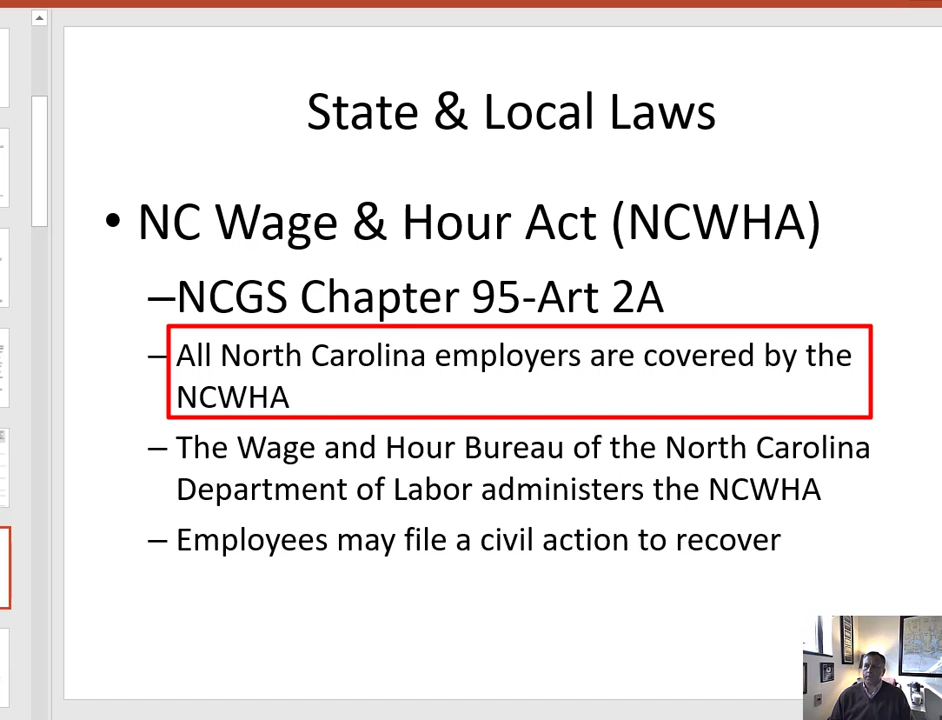 State & Local Laws
• NC Wage & Hour Act (NCWHA)
–NCGS Chapter 95-Art 2A
– All North Carolina employers are covered by the
NCWHA
– The Wage and Hour Bureau of the North Carolina
Department of Labor administers the NCWHA
– Employees may file a civil action to recover